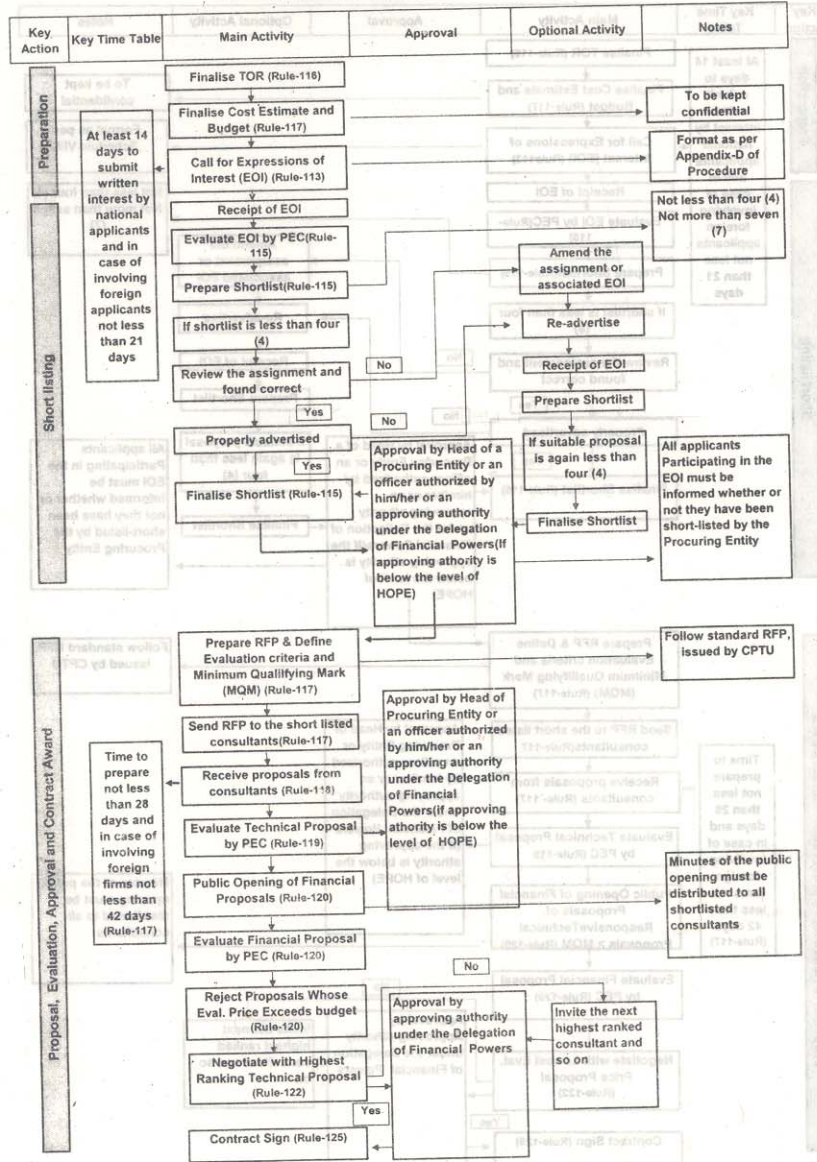 Key
Action
Key Time Table
Main Activity
Approval
Optional Activity
Notes
Preparation
Finalise TOR (Rule-116)
Finalise Cost Estimate and
Budget (Rule-117)
To be kept
confidential
At least 14
days to
submit
written
interest by
national
applicants
and in
case of
involving
foreign
applicants
not less
than 21
days
Call for Expressions of
Interest (EOI) (Rule-113)
Format as per
Appendix-D of
Procedure
Short listing
Receipt of EOI
Evaluate EOI by PEC(Rule-
115)
Not less than four (4)
Not more than seven
(7)
Prepare Shortlist(Rule-115)
Amend the
assignment or
associated EOI
If shortlist is less than four
(4)
Re-advertise
Review the assignment and
found correct
No
Receipt of EOI
Yes
Prepare Shortlist
Properly advertised
No
If suitable proposal
is again less than
four (4)
Yes
Finalise Shortlist (Rule-115)
Approval by Head of a
Procuring Entity or an
officer authorized by
him/her or an
approving authority
under the Delegation
of Financial Powers(If
approving athority is
below the level of
HOPE)
Finalise Shortlist
All applicants
Participating in the
EOI must be
informed whether or
not they have been
short-listed by the
Procuring Entity
Proposal, Evaluation, Approval and Contract Award
Prepare RFP & Define
Evaluation criteria and
Minimum Qualifying Mark
(MQM) (Rule-117)
Follow standard RFP,
issued by CPTU
Send RFP to the short listed
consultants(Rule-117)
Approval by Head of
Procuring Entity or
an officer authorized
by him/her or an
approving authority
under the Delegation
of Financial
Powers(if approving
athority is below the
level of HOPE)
Time to
prepare
not less
than 28
days and
in case of
involving
foreign
firms not
less than
42 days
(Rule-117)
Receive proposals from
consultants (Rule-118)
Evaluate Technical Proposal
by PEC (Rule-119)
Public Opening of Financial
Proposals (Rule-120)
Minutes of the public
opening must be
distributed to all
shortlisted
consultants
Evaluate Financial Proposal
by PEC (Rule-120)
No
Reject Proposals Whose
Eval. Price Exceeds budget
(Rule-120)
Approval by
approving authority
under the Delegation
of Financial Powers
Invite the next
highest ranked
consultant and
so on
Negotiate with Highest
Ranking Technical Proposal
(Rule-122)
Yes
Contract Sign (Rule-125)